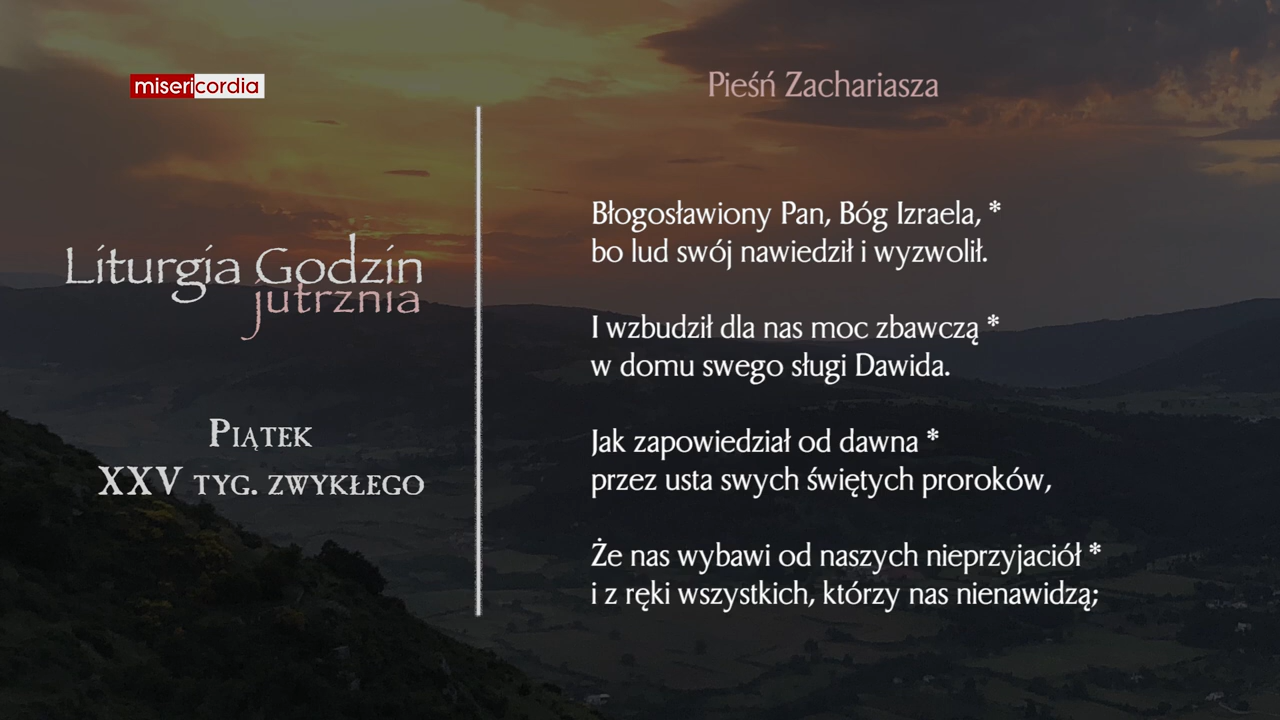 misericordia
Liturgia Godzin
jutrznia
Piątek
XXV tyg. zwykłego
Pieśń Zachariasza
Błogosławiony Pan, Bóg Izraela, *
bo lud swój nawiedził i wyzwolił.
I wzbudził dla nas moc zbawczą *
w domu swego sługi Dawida.
Jak zapowiedział od dawna *
przez usta swych świętych proroków,
Że nas wybawi od naszych nieprzyjaciół *
i z ręki wszystkich, którzy nas nienawidzą;